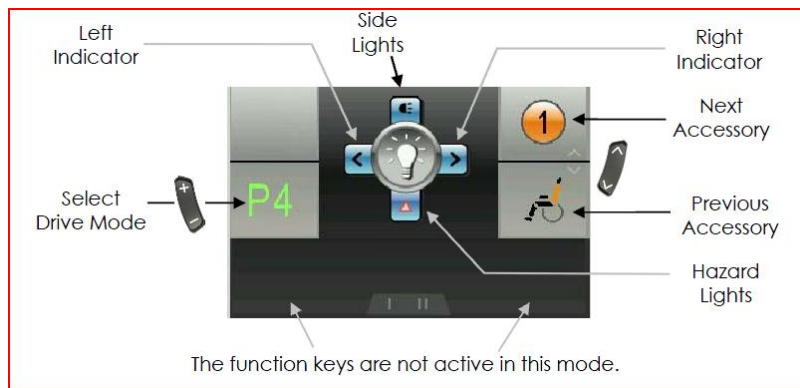 Side
Lights
Left
Indicator
Right
Indicator
1
Next
Accessory
Select
Drive Mode
+
-
P4
Previous
Accessory
Hazard
Lights
I II
The function keys are not active in this mode.